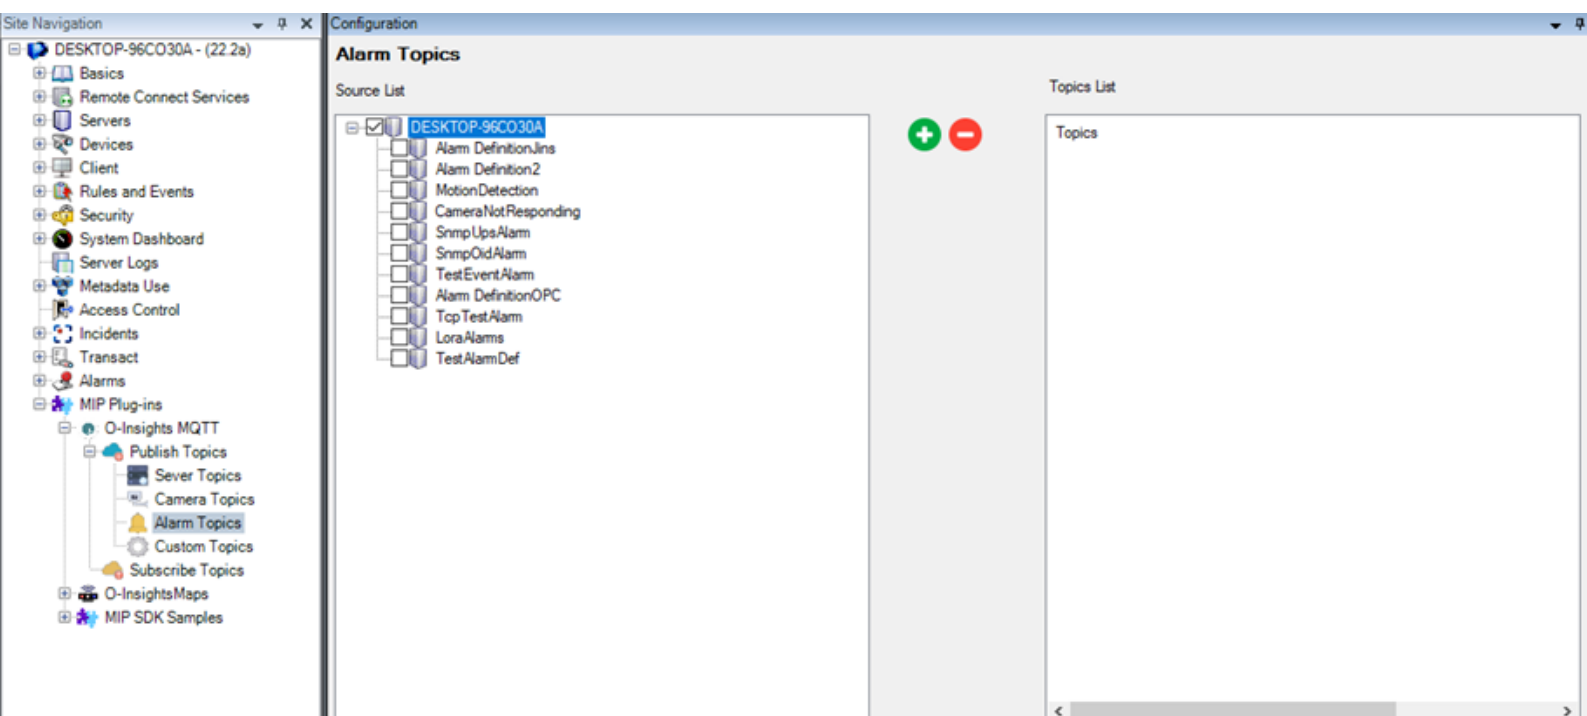 Site Navigation
DESKTOP-96CO30A - (22.2a)
Basics
Remote Connect Services
Servers
Devices
Client
Rules and Events
Security
System Dashboard
Server Logs
Metadata Use
Access Control
Incidents
Transact
Alarms
MIP Plug-ins
O-Insights MQTT
Publish Topics
Sever Topics
Camera Topics
Alarm Topics
Custom Topics
Subscribe Topics
O-InsightsMaps
MIP SDK Samples
Configuration
Alarm Topics
Source List
DESKTOP-96CO30A
Alarm DefinitionJins
Alarm Definition2
MotionDetection
CameraNotResponding
SnmpUpsAlarm
SnmpOidAlarm
TestEventAlarm
Alarm DefinitionOPC
TcpTestAlarm
LoraAlarms
TestAlarmDef
Topics List
Topics